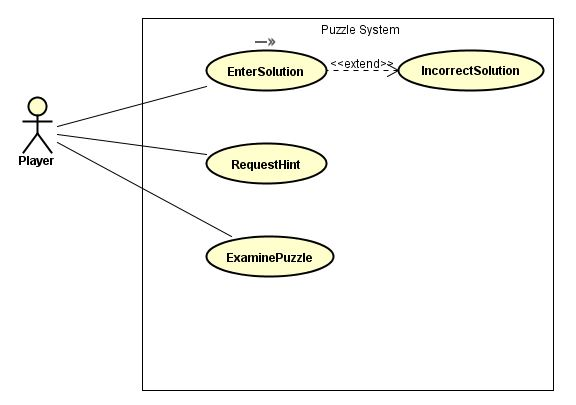 Puzzle System
EnterSolution
<<extend>>
IncorrectSolution
Player
RequestHint
ExaminePuzzle